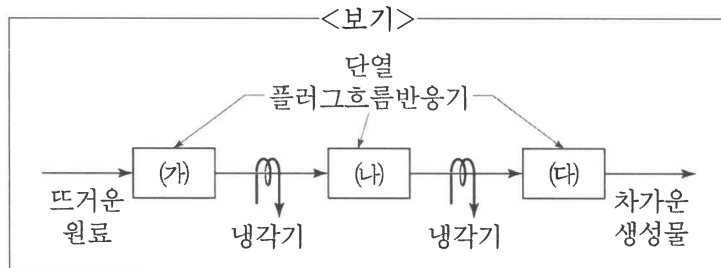 <보기>
단열
플러그흐름반응기
(가) (나) (다)
뜨거운
원료
냉각기 냉각기
차가운
생성물